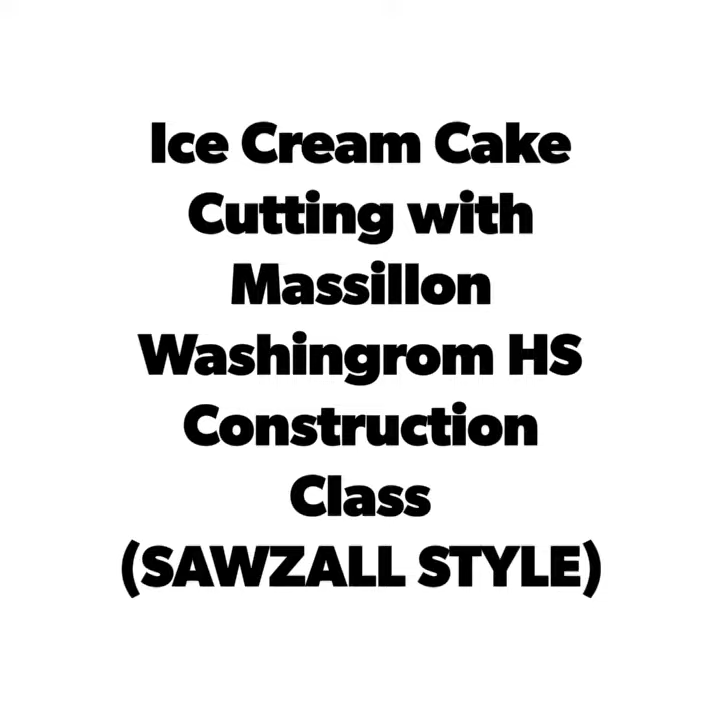 Ice Cream Cake
Cutting with
Massillon
Washingrom HS
Construction
Class
(SAWZALL STYLE)